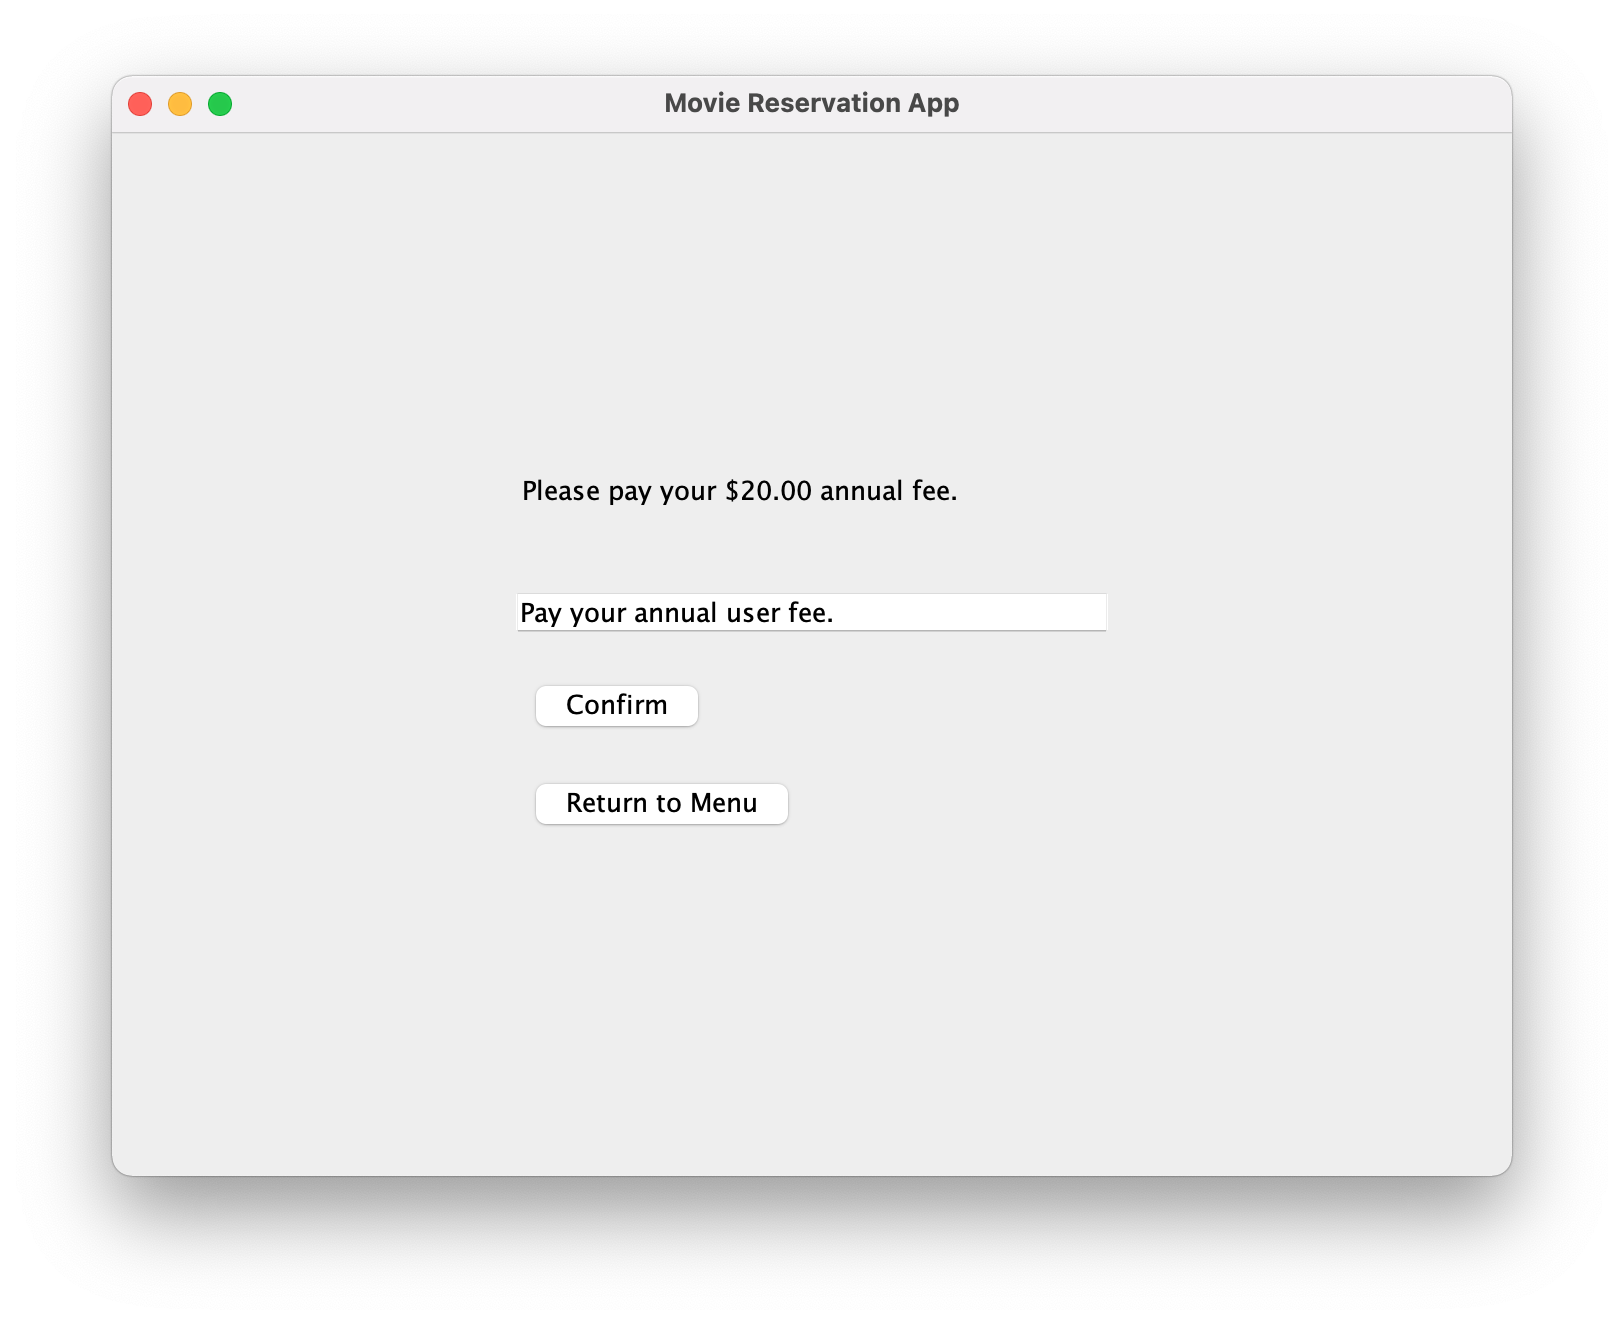 Movie Reservation App
Please pay your $20.00 annual fee.
Pay your annual user fee.
Confirm
Return to Menu